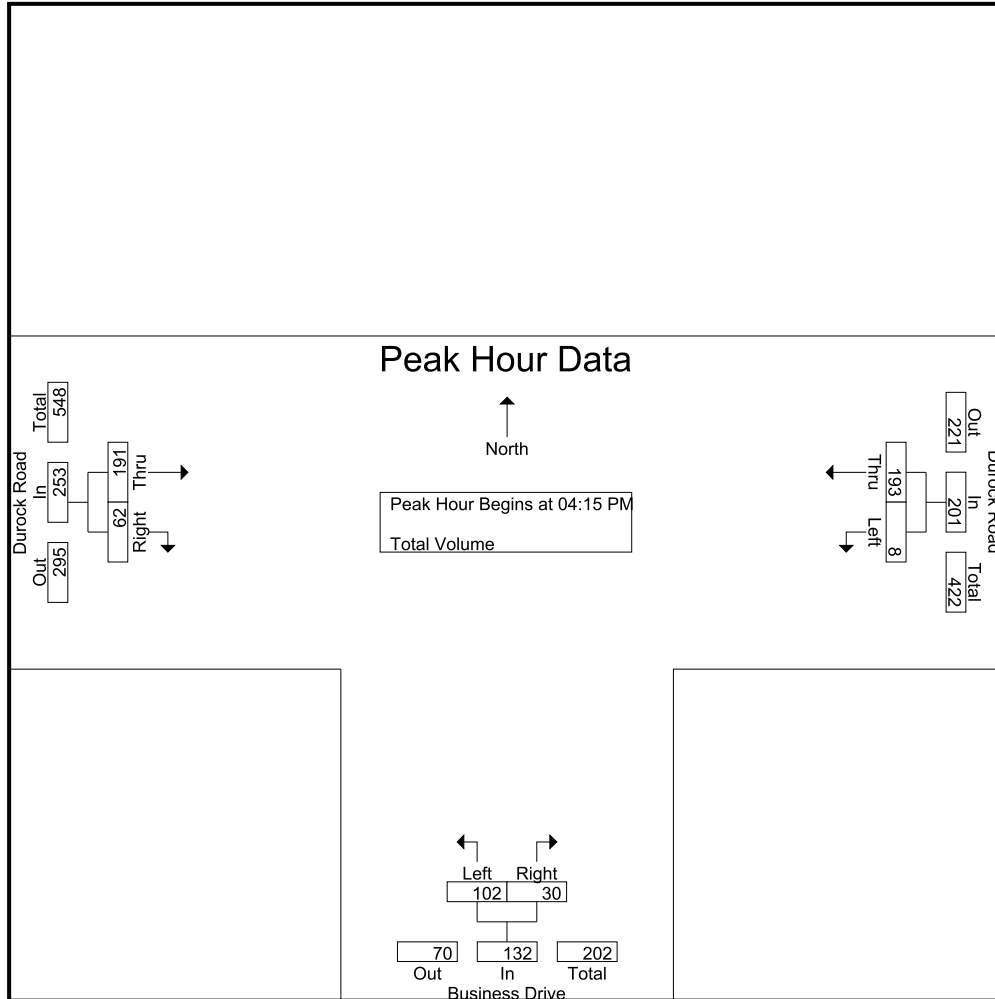 Peak Hour Data
North
Peak Hour Begins at 04:15 PM
Total Volume
Durock Road
Total
548
In
253
Out
295
191
Thru
62
Right
Durock Road
Out
221
In
201
Total
422
193
Thru
8
Left
Left Right
102 30
70 132 202
Out In Total
Business Drive